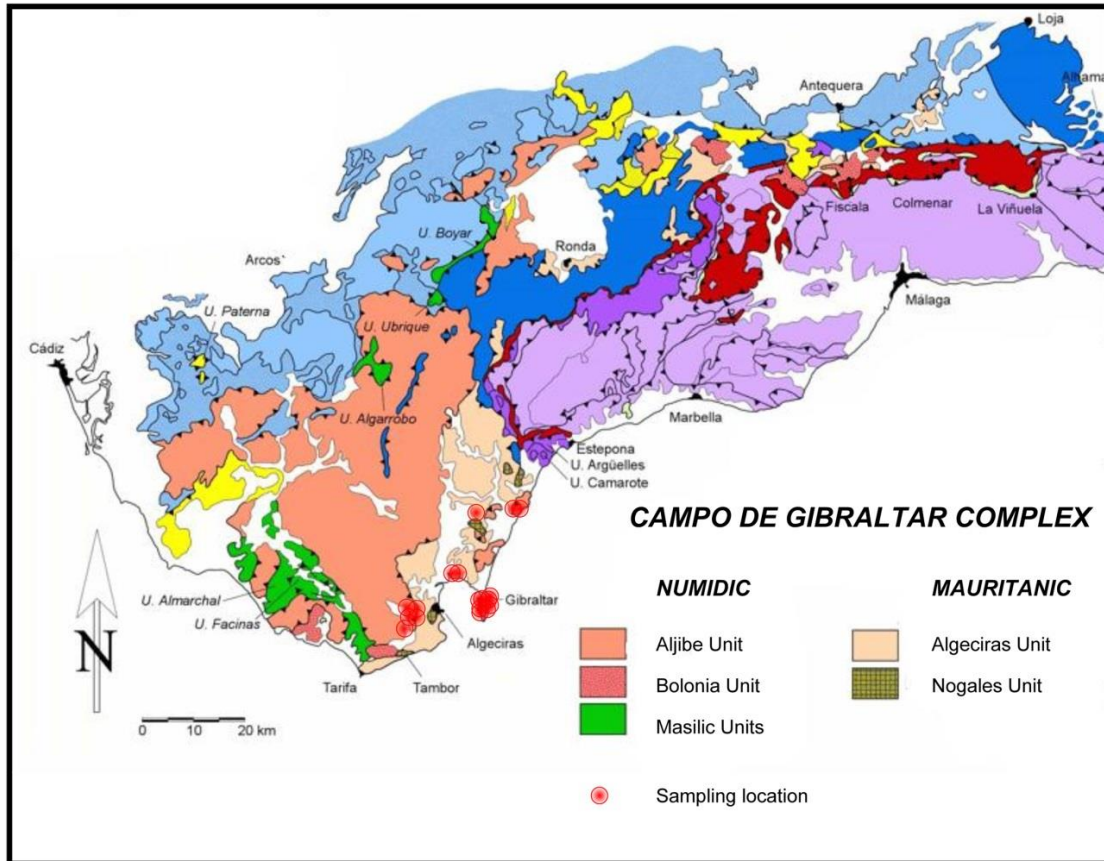 Loja
Antequera
Alhama
Fiscala
Colmenar
La Viñuela
U. Boyar
Ronda
Arcos`
Málaga
U. Paterna
U. Ubrique
Cádiz
U. Algarrobo
Marbella
Estepona
U. Argüelles
U. Camarote
CAMPO DE GIBRALTAR COMPLEX
NUMIDIC
MAURITANIC
U. Almarchal
Gibraltar
U. Facinas
Algeciras
Tarifa
Tambor
N
0 10 20 km
Aljibe Unit
Algeciras Unit
Bolonia Unit
Nogales Unit
Masilic Units
Sampling location